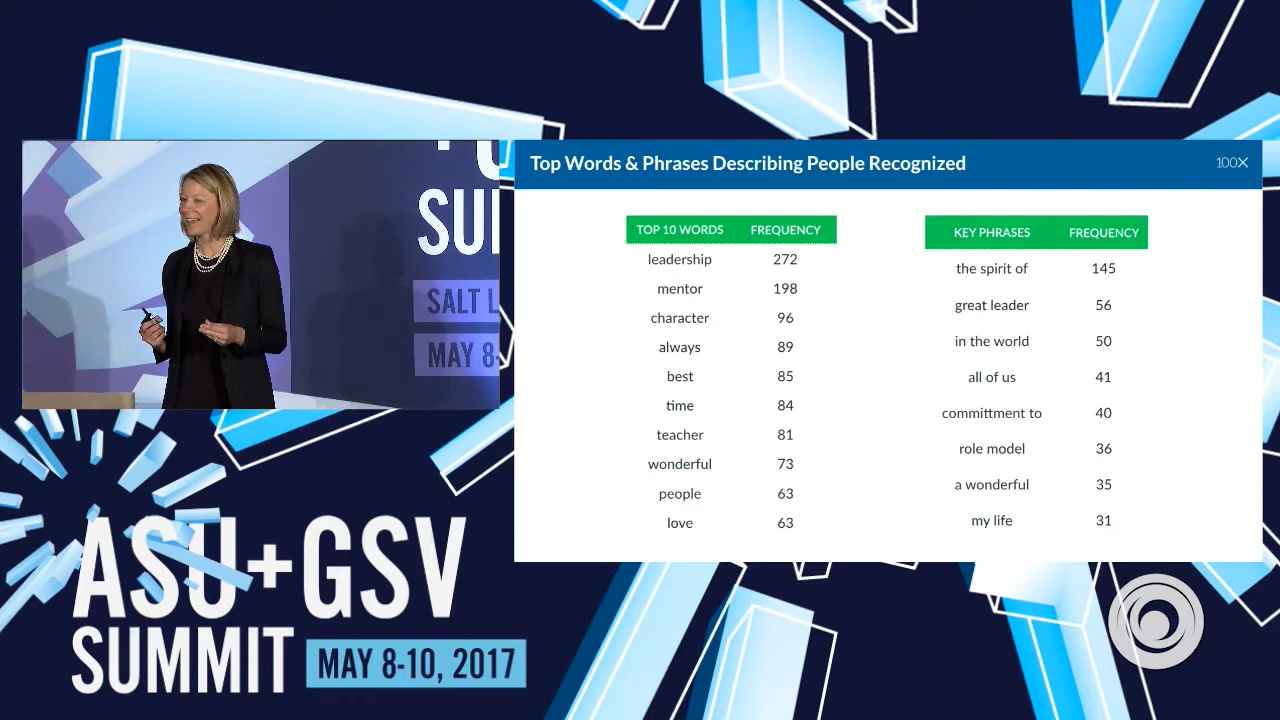 SUI
SALT L
MAY 8-
Top Words & Phrases Describing People Recognized
100X
TOP 10 WORDS FREQUENCY
leadership 272
mentor 198
character 96
always 89
best 85
time 84
teacher 81
wonderful 73
people 63
love 63
KEY PHRASES FREQUENCY
the spirit of 145
great leader 56
in the world 50
all of us 41
committment to 40
role model 36
a wonderful 35
my life 31
ASU+GSV
SUMMIT
MAY 8-10, 2017